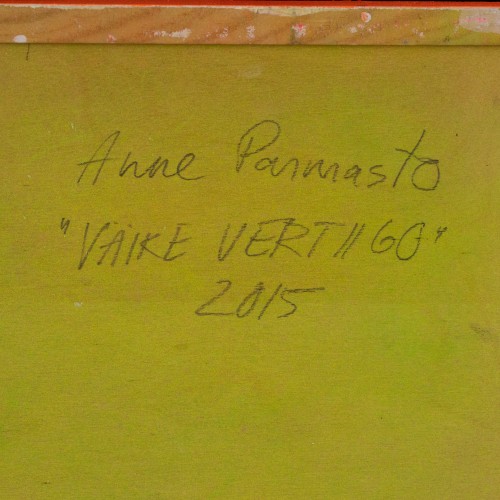 Anne Parmasto
"VÄIKE VERTIIGO"
2015